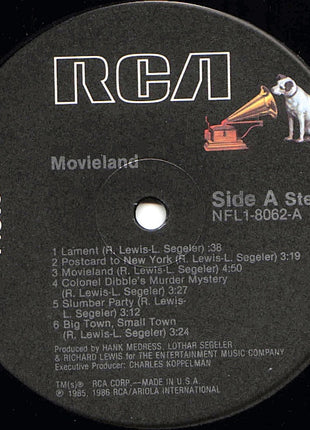 RCA
Movieland
Side A Ste
NFL1-8062-A
1 Lament (R. Lewis-L. Segeler) :38
2 Postcard to New York (R. Lewis-L. Segeler) 3:19
3 Movieland (R. Lewis-L. Segeler) 4:50
4 Colonel Dibble's Murder Mystery
(R. Lewis-L. Segeler) 3:27
5 Slumber Party (R. Lewis-
L. Segeler) 3:12
6 Big Town, Small Town
(R. Lewis-L. Segeler) 3:24
Produced by HANK MEDRESS, LOTHAR SEGELER
& RICHARD LEWIS for THE ENTERTAINMENT MUSIC COMPANY
Executive Producer: CHARLES KOPPELMAN
TM(s)® RCA CORP.—MADE IN U.S.A.
℗ 1985, 1986 RCA/ARIOLA INTERNATIONAL